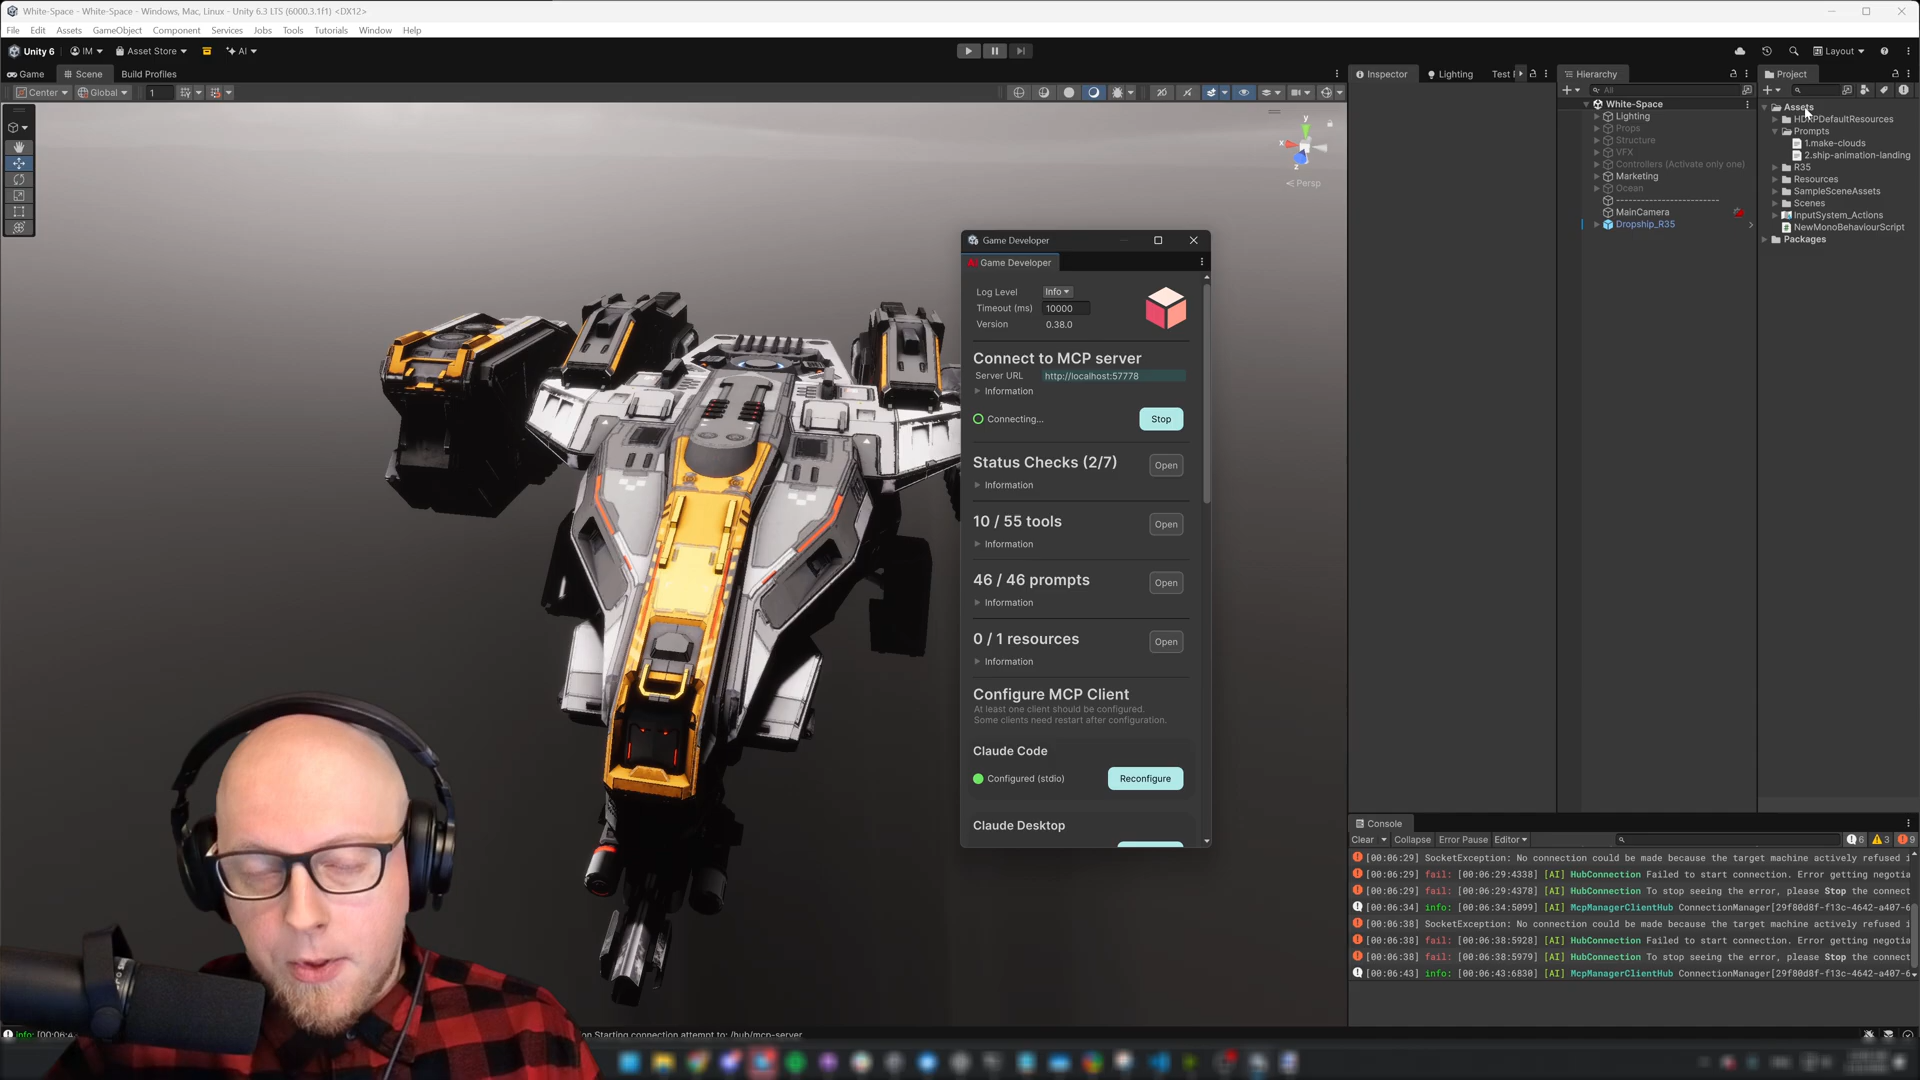 White-Space - White-Space - Windows, Mac, Linux - Unity 6.3 LTS (6000.3.1f1) <DX12>
File Edit Assets GameObject Component Services Jobs Tools Tutorials Window Help
Unity 6 IM Asset Store AI Layout
Game Scene Build Profiles
Center Global 1
y
x
z
Persp
Inspector Lighting Test
Hierarchy
All
White-Space
Lighting
Props
Structure
VFX
Controllers (Activate only one)
Marketing
Ocean
--------------------------
MainCamera
Dropship_R35
Project
Assets
HDRPDefaultResources
Prompts
1.make-clouds
2.ship-animation-landing
R35
Resources
SampleSceneAssets
Scenes
InputSystem_Actions
NewMonoBehaviourScript
Packages
Game Developer
Game Developer
Log Level Info
Timeout (ms) 10000
Version 0.38.0
Connect to MCP server
Server URL http://localhost:57778
Information
Connecting... Stop
Status Checks (2/7) Open
Information
10 / 55 tools Open
Information
46 / 46 prompts Open
Information
0 / 1 resources Open
Information
Configure MCP Client
At least one client should be configured.
Some clients need restart after configuration.
Claude Code
Configured (stdio) Reconfigure
Claude Desktop
Console
Clear Collapse Error Pause Editor 6 3 9
[00:06:29] SocketException: No connection could be made because the target machine actively refused i
[00:06:29] fail: [00:06:29:4338] [AI] HubConnection Failed to start connection. Error getting negotia
[00:06:29] fail: [00:06:29:4378] [AI] HubConnection To stop seeing the error, please Stop the connect
[00:06:34] info: [00:06:34:5099] [AI] McpManagerClientHub ConnectionManager[29f80d8f-f13c-4642-a407-6
[00:06:38] SocketException: No connection could be made because the target machine actively refused i
[00:06:38] fail: [00:06:38:5928] [AI] HubConnection Failed to start connection. Error getting negotia
[00:06:38] fail: [00:06:38:5979] [AI] HubConnection To stop seeing the error, please Stop the connect
[00:06:43] info: [00:06:43:6830] [AI] McpManagerClientHub ConnectionManager[29f80d8f-f13c-4642-a407-6
info: [00:06:4 n Starting connection attempt to: /hub/mcp-server